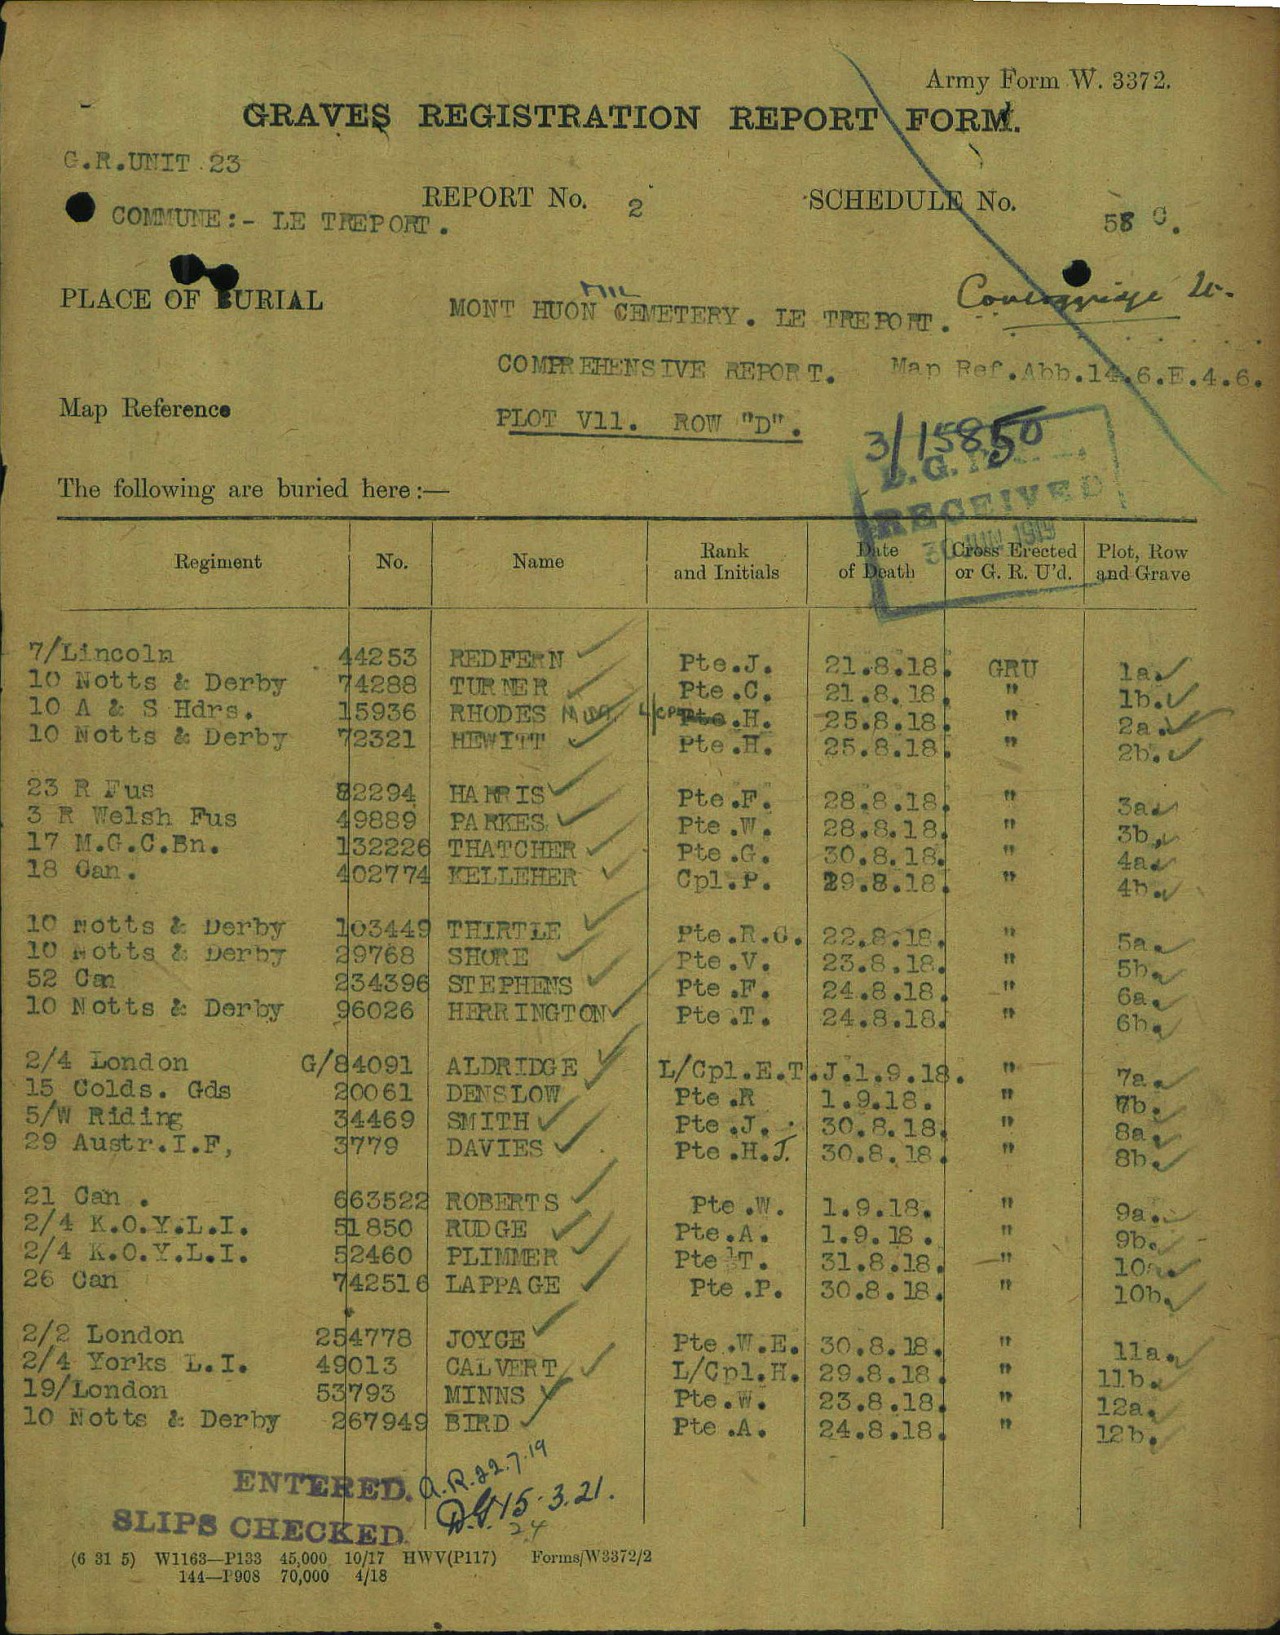 Army Form W. 3372.
GRAVES REGISTRATION REPORT FORM.
G.R.UNIT 23
REPORT No. 2 SCHEDULE No. 58 C.
COMMUNE:- LE TREPORT.
PLACE OF BURIAL MONT HUON MIL CEMETERY. LE TREPORT.
COMPREHENSIVE REPORT. Map Ref.Abb.14.6.E.4.6.
Map Reference PLOT V11. ROW "D".
3/15850
RECEIVED
30 JUN 1919
The following are buried here:—
Regiment No. Name Rank and Initials Date of Death Cross Erected or G. R. U'd. Plot, Row and Grave
7/Lincoln 44253 REDFERN Pte.J. 21.8.18. GRU 1a.
10 Notts & Derby 74288 TURNER Pte.C. 21.8.18. " 1b.
10 A & S Hdrs. 15936 RHODES M.M. L/Cpl .H. 25.8.18. " 2a.
10 Notts & Derby 72321 HEWITT Pte.H. 25.8.18. " 2b.
23 R Fus 82294 HARRIS Pte.F. 28.8.18. " 3a.
3 R Welsh Fus 49889 PARKES. Pte.W. 28.8.18. " 3b.
17 M.G.C.Bn. 132226 THATCHER Pte.G. 30.8.18. " 4a.
18 Can. 402774 KELLEHER Cpl.P. 29.8.18. " 4b.
10 Notts & Derby 103449 THIRTLE Pte.R.G. 22.8.18. " 5a.
10 Notts & Derby 29768 SHORE Pte.V. 23.8.18. " 5b.
52 Can 234396 STEPHENS Pte.F. 24.8.18. " 6a.
10 Notts & Derby 96026 HERRINGTON Pte.T. 24.8.18. " 6b.
2/4 London G/84091 ALDRIDGE L/Cpl.E.T.J. 1.9.18. " 7a.
15 Colds. Gds 20061 DENSLOW Pte.R 1.9.18. " 7b.
5/W Riding 34469 SMITH Pte.J. 30.8.18. " 8a.
29 Austr.I.F, 3779 DAVIES Pte.H.J. 30.8.18. " 8b.
21 Can . 663522 ROBERTS Pte.W. 1.9.18. " 9a.
2/4 K.O.Y.L.I. 51850 RUDGE Pte.A. 1.9.18. " 9b.
2/4 K.O.Y.L.I. 52460 PLIMMER Pte T. 31.8.18. " 10a.
26 Can 742516 LAPPAGE Pte.P. 30.8.18. " 10b.
2/2 London 254778 JOYCE Pte.W.E. 30.8.18. " 11a.
2/4 Yorks L.I. 49013 CALVERT L/Cpl.H. 29.8.18. " 11b.
19/London 53793 MINNS Pte.W. 23.8.18. " 12a.
10 Notts & Derby 267949 BIRD Pte.A. 24.8.18. " 12b.
ENTERED. A.R. 22.7.19
SLIPS CHECKED. 15.3.21.
24
(6 31 5) W1163—P133 45,000 10/17 HWV(P117) Forms/W3372/2
144—P908 70,000 4/18